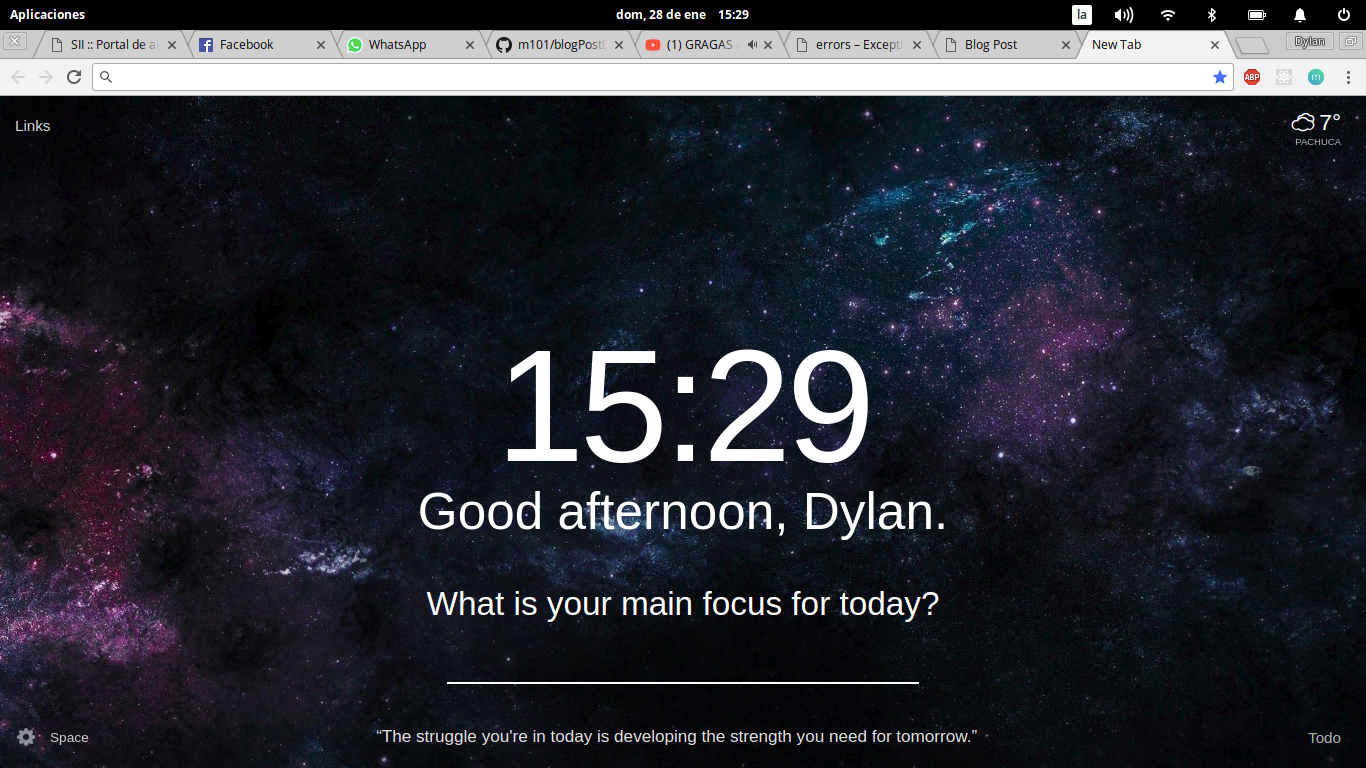 Aplicaciones
dom, 28 de ene 15:29
la
SII :: Portal de al
Facebook
WhatsApp
m101/blogPost
(1) GRAGAS
errors – Excepti
Blog Post
New Tab
Dylan
ABP
m
Links
7°
PACHUCA
15:29
Good afternoon, Dylan.
What is your main focus for today?
Space
“The struggle you're in today is developing the strength you need for tomorrow.”
Todo